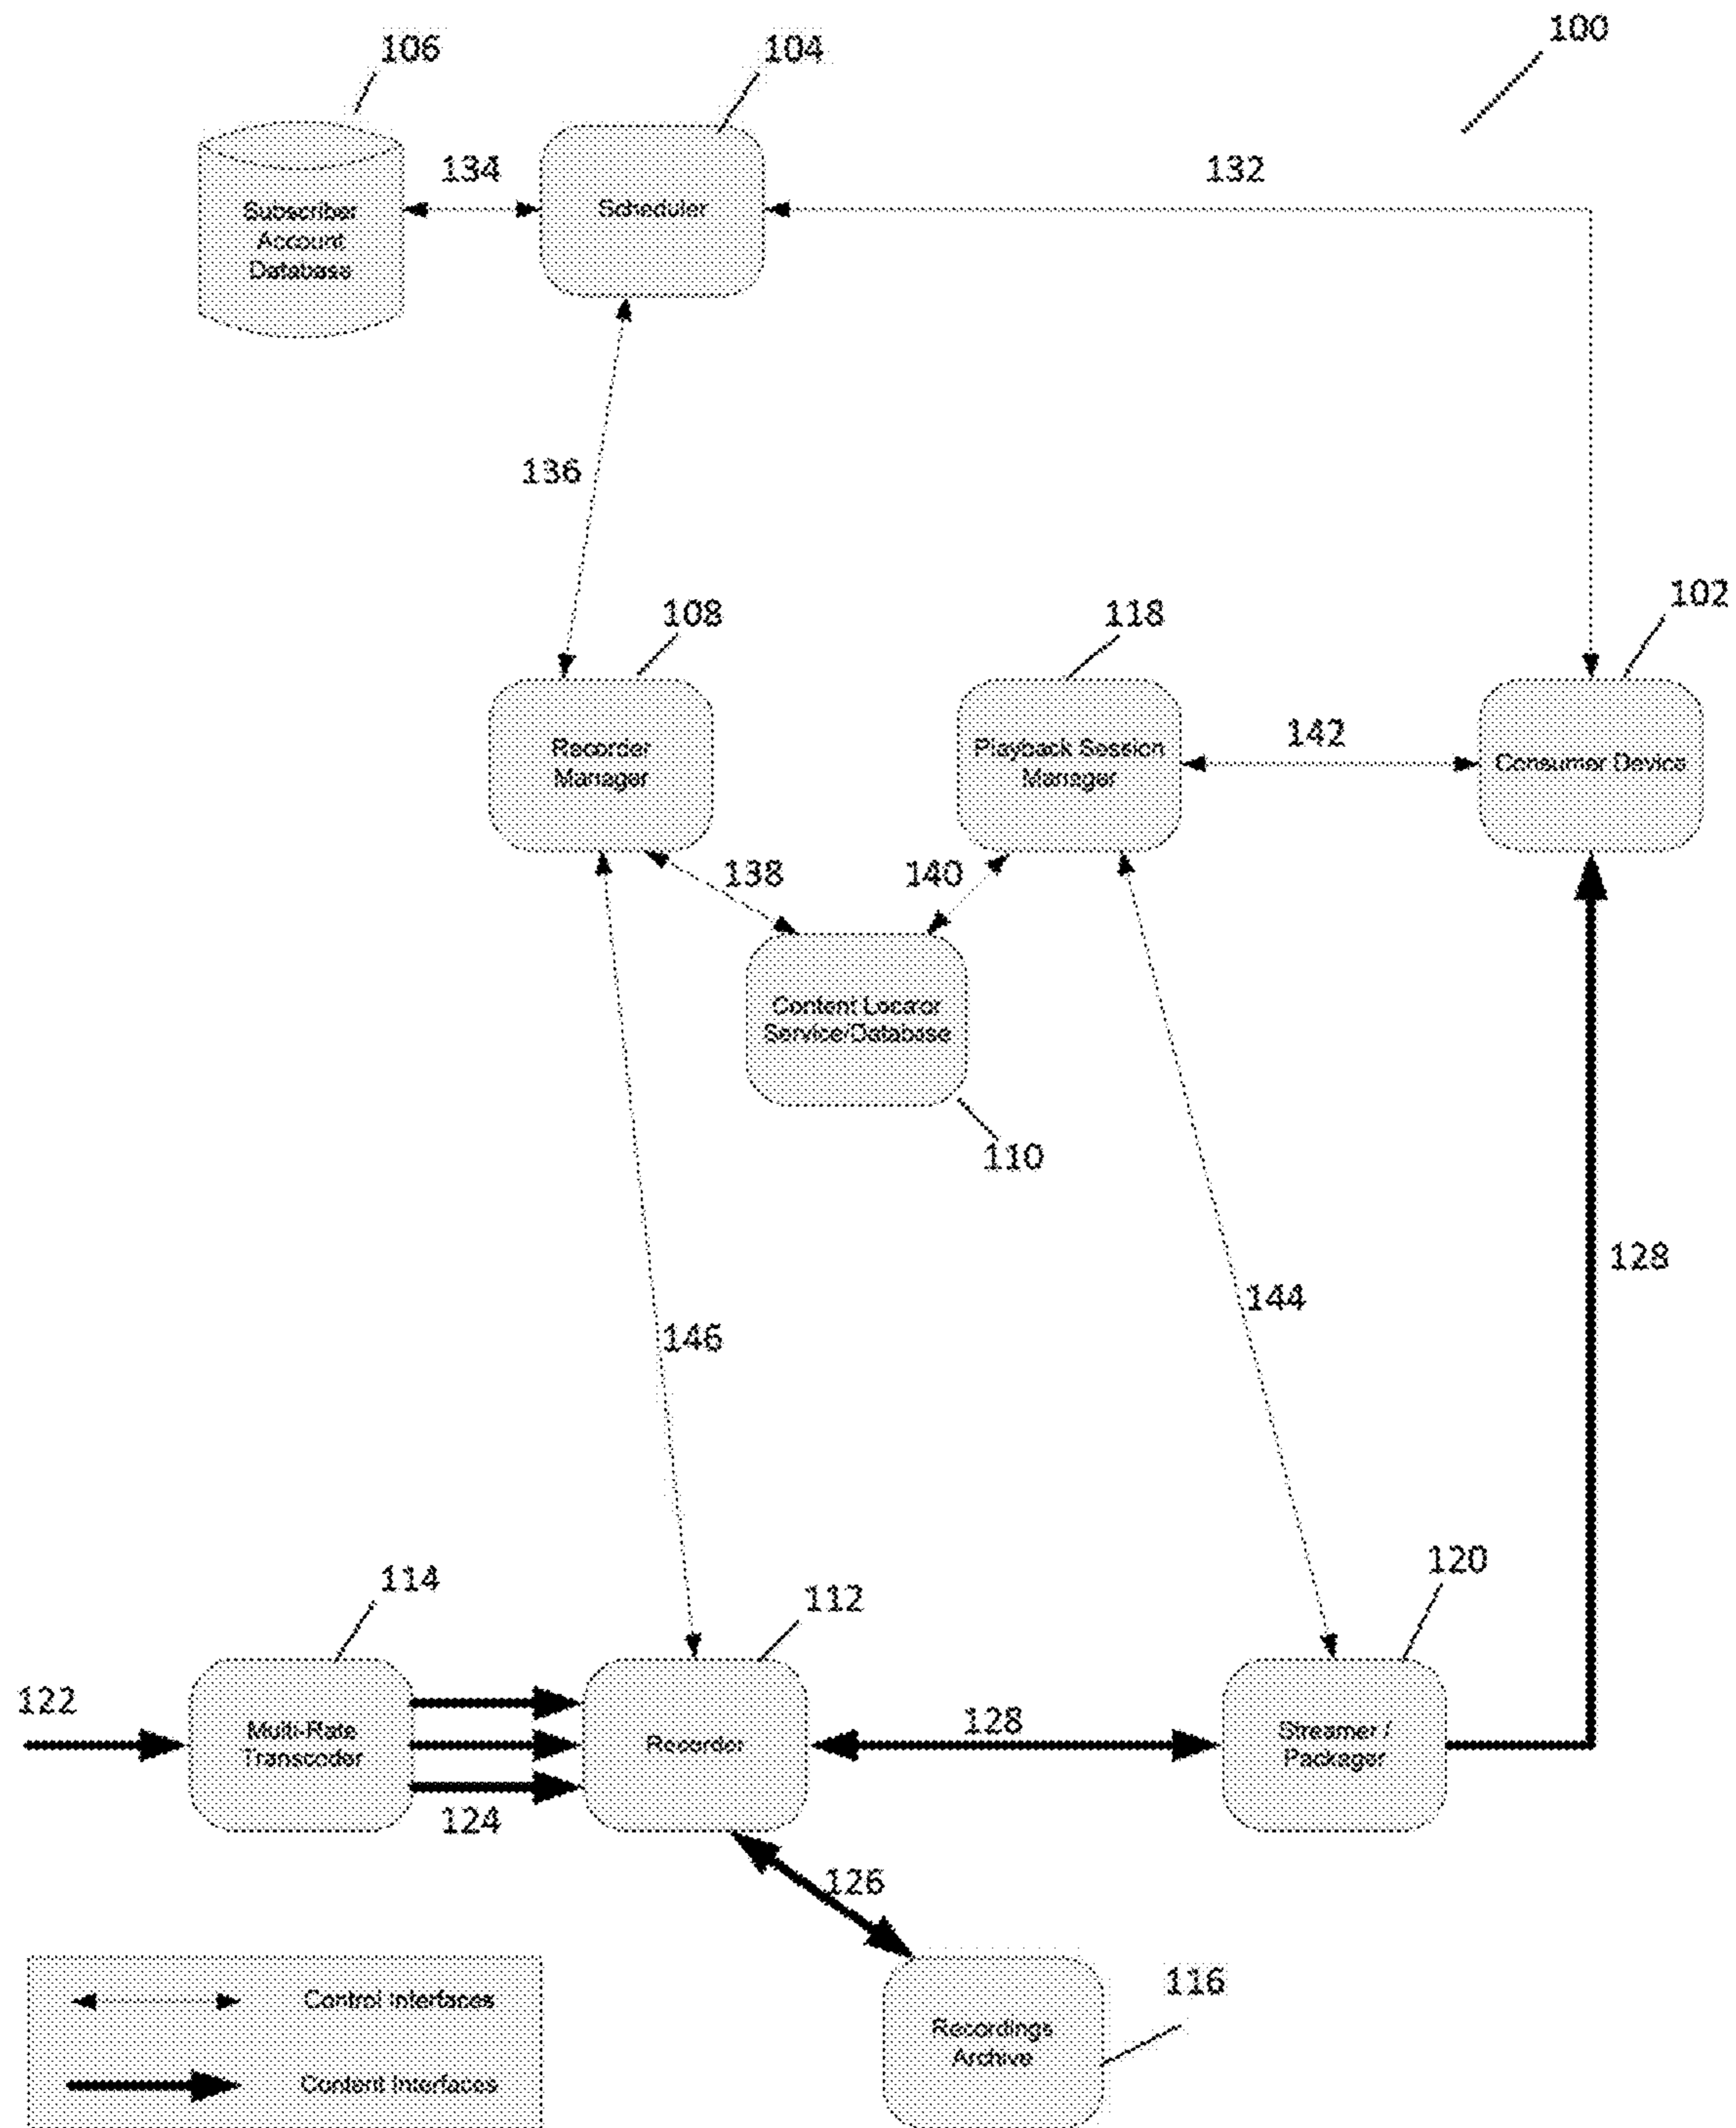 100
106
104
134
132
Subscriber
Account
Database
Scheduler
136
108
118
102
Recorder
Manager
Playback Session
Manager
142
Consumer Device
138
140
Content Locator
Service/Database
110
128
144
146
114
112
120
122
Multi-Rate
Transcoder
Recorder
128
Streamer /
Packager
124
126
116
Control Interfaces
Recordings
Archive
Content Interfaces